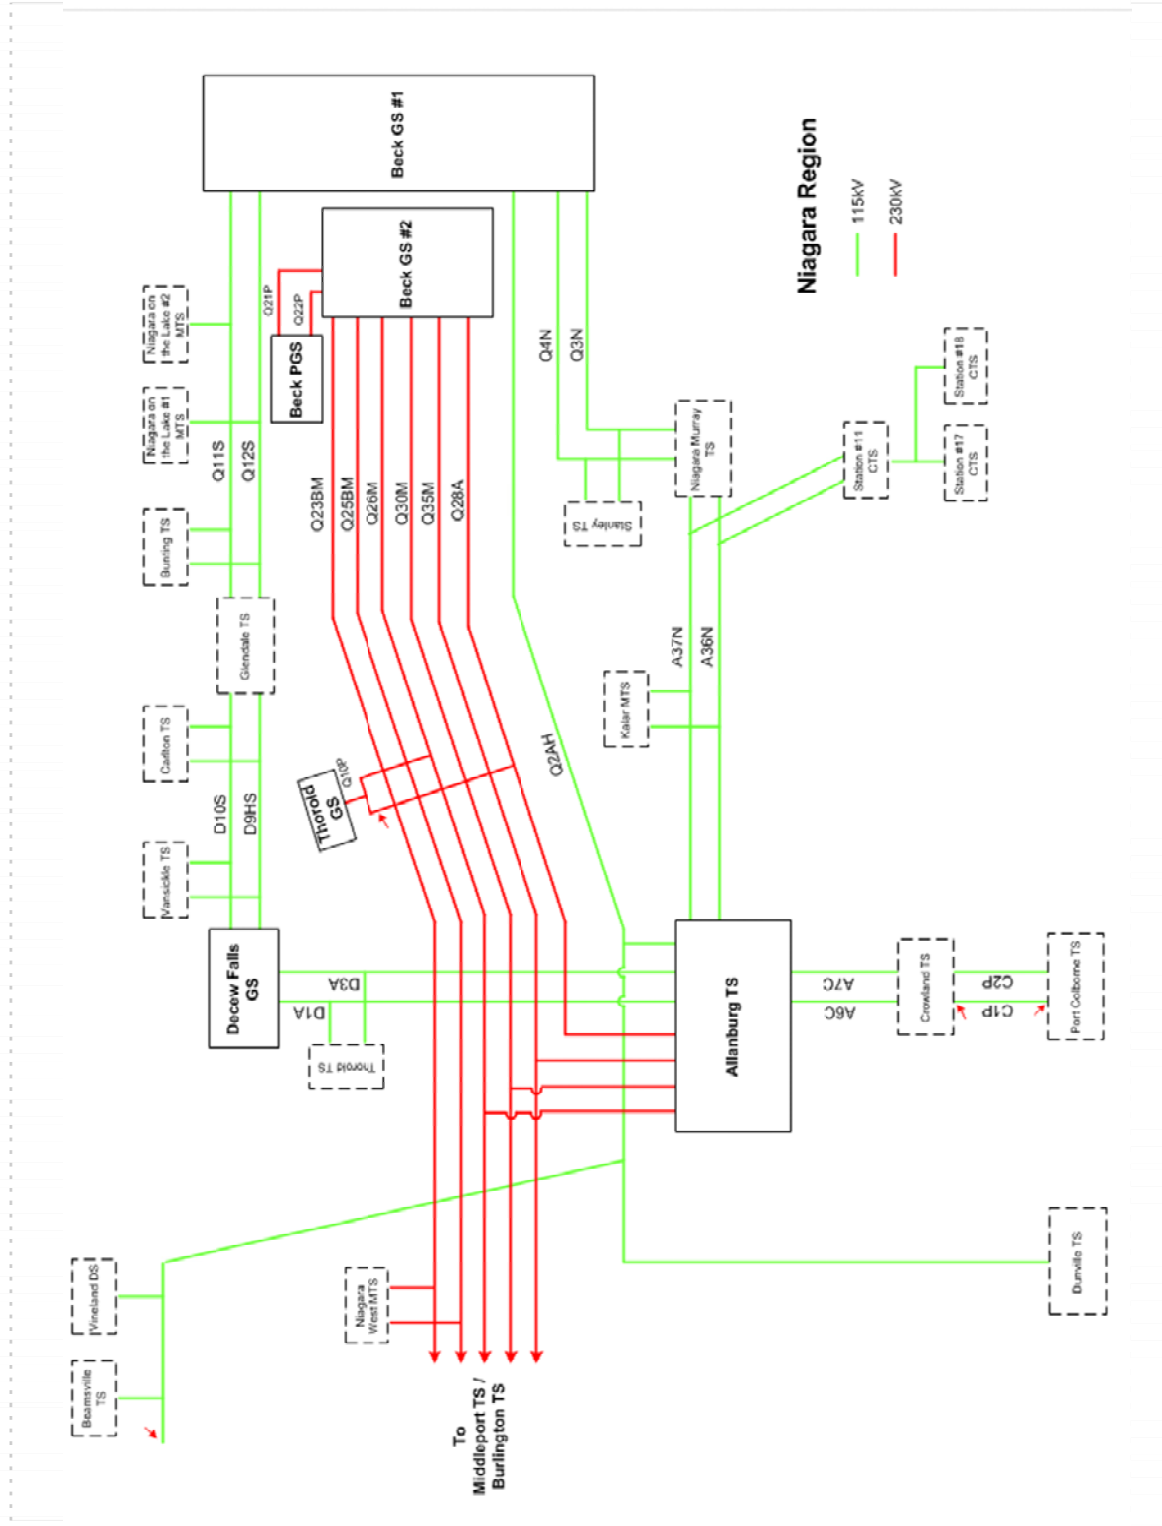 Niagara Region
115kV
230kV
Beck GS #1
Beck GS #2
Beck PGS
Q21P
Q22P
Niagara on
the Lake #2
MTS
Niagara on
the Lake #1
MTS
Q11S
Q12S
Bunting TS
Glendale TS
Carlton TS
D10S
D9HS
Vansickle TS
Decew Falls
GS
Q23BM
Q25BM
Q26M
Q30M
Q35M
Q28A
Q4N
Q3N
Niagara Murray
TS
Stanley TS
Station #11
CTS
Station #18
CTS
Station #17
CTS
A37N
A36N
Kalar MTS
Q2AH
Thorold
GS
Q10P
D3A
D1A
Thorold TS
Allanburg TS
A7C
A6C
Crowland TS
C2P
C1P
Port Colborne TS
Dunville TS
Niagara
West MTS
Vineland DS
Beamsville
TS
To
Middleport TS /
Burlington TS